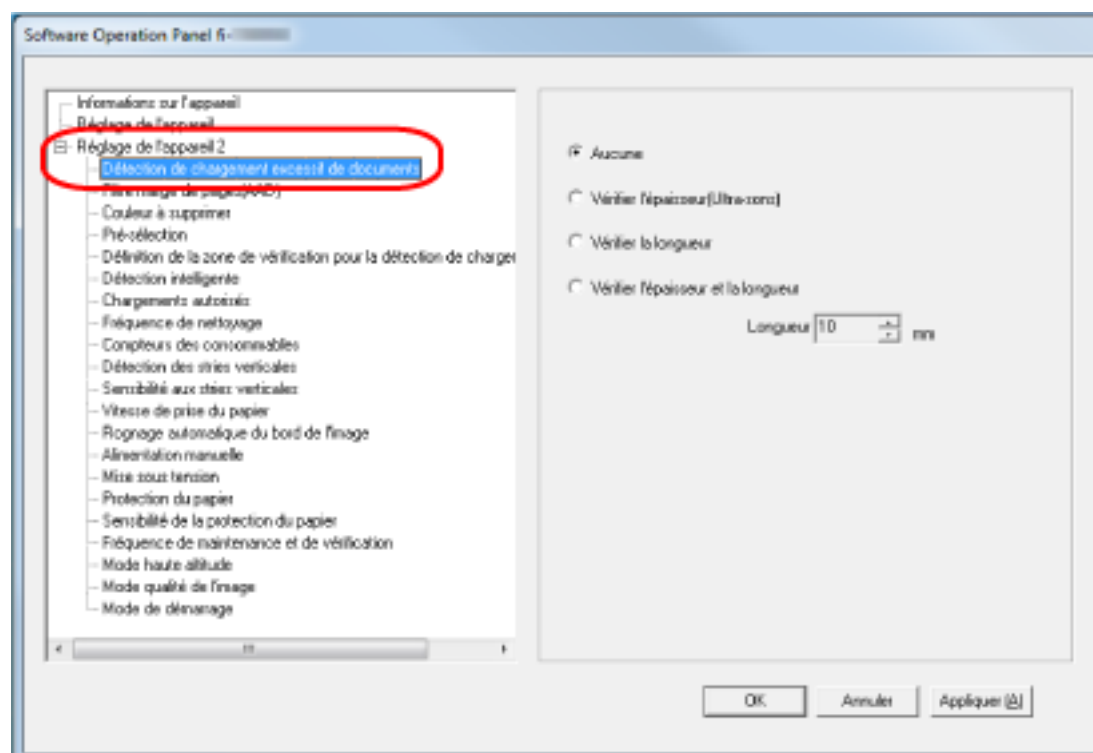 Software Operation Panel fi-
Informations sur l'appareil
Réglage de l'appareil
Réglage de l'appareil 2
Détection de chargement excessif de documents
Filtre marge de pages(AAD)
Couleur à supprimer
Pré-sélection
Définition de la zone de vérification pour la détection de charger
Détection intelligente
Chargements autorisés
Fréquence de nettoyage
Compteurs des consommables
Détection des stries verticales
Sensibilité aux stries verticales
Vitesse de prise du papier
Rognage automatique du bord de l'image
Alimentation manuelle
Mise sous tension
Protection du papier
Sensibilité de la protection du papier
Fréquence de maintenance et de vérification
Mode haute altitude
Mode qualité de l'image
Mode de démarrage
Aucune
Vérifier l'épaisseur(Ultra-sons)
Vérifier la longueur
Vérifier l'épaisseur et la longueur
Longueur 10 mm
OK Annuler Appliquer (A)